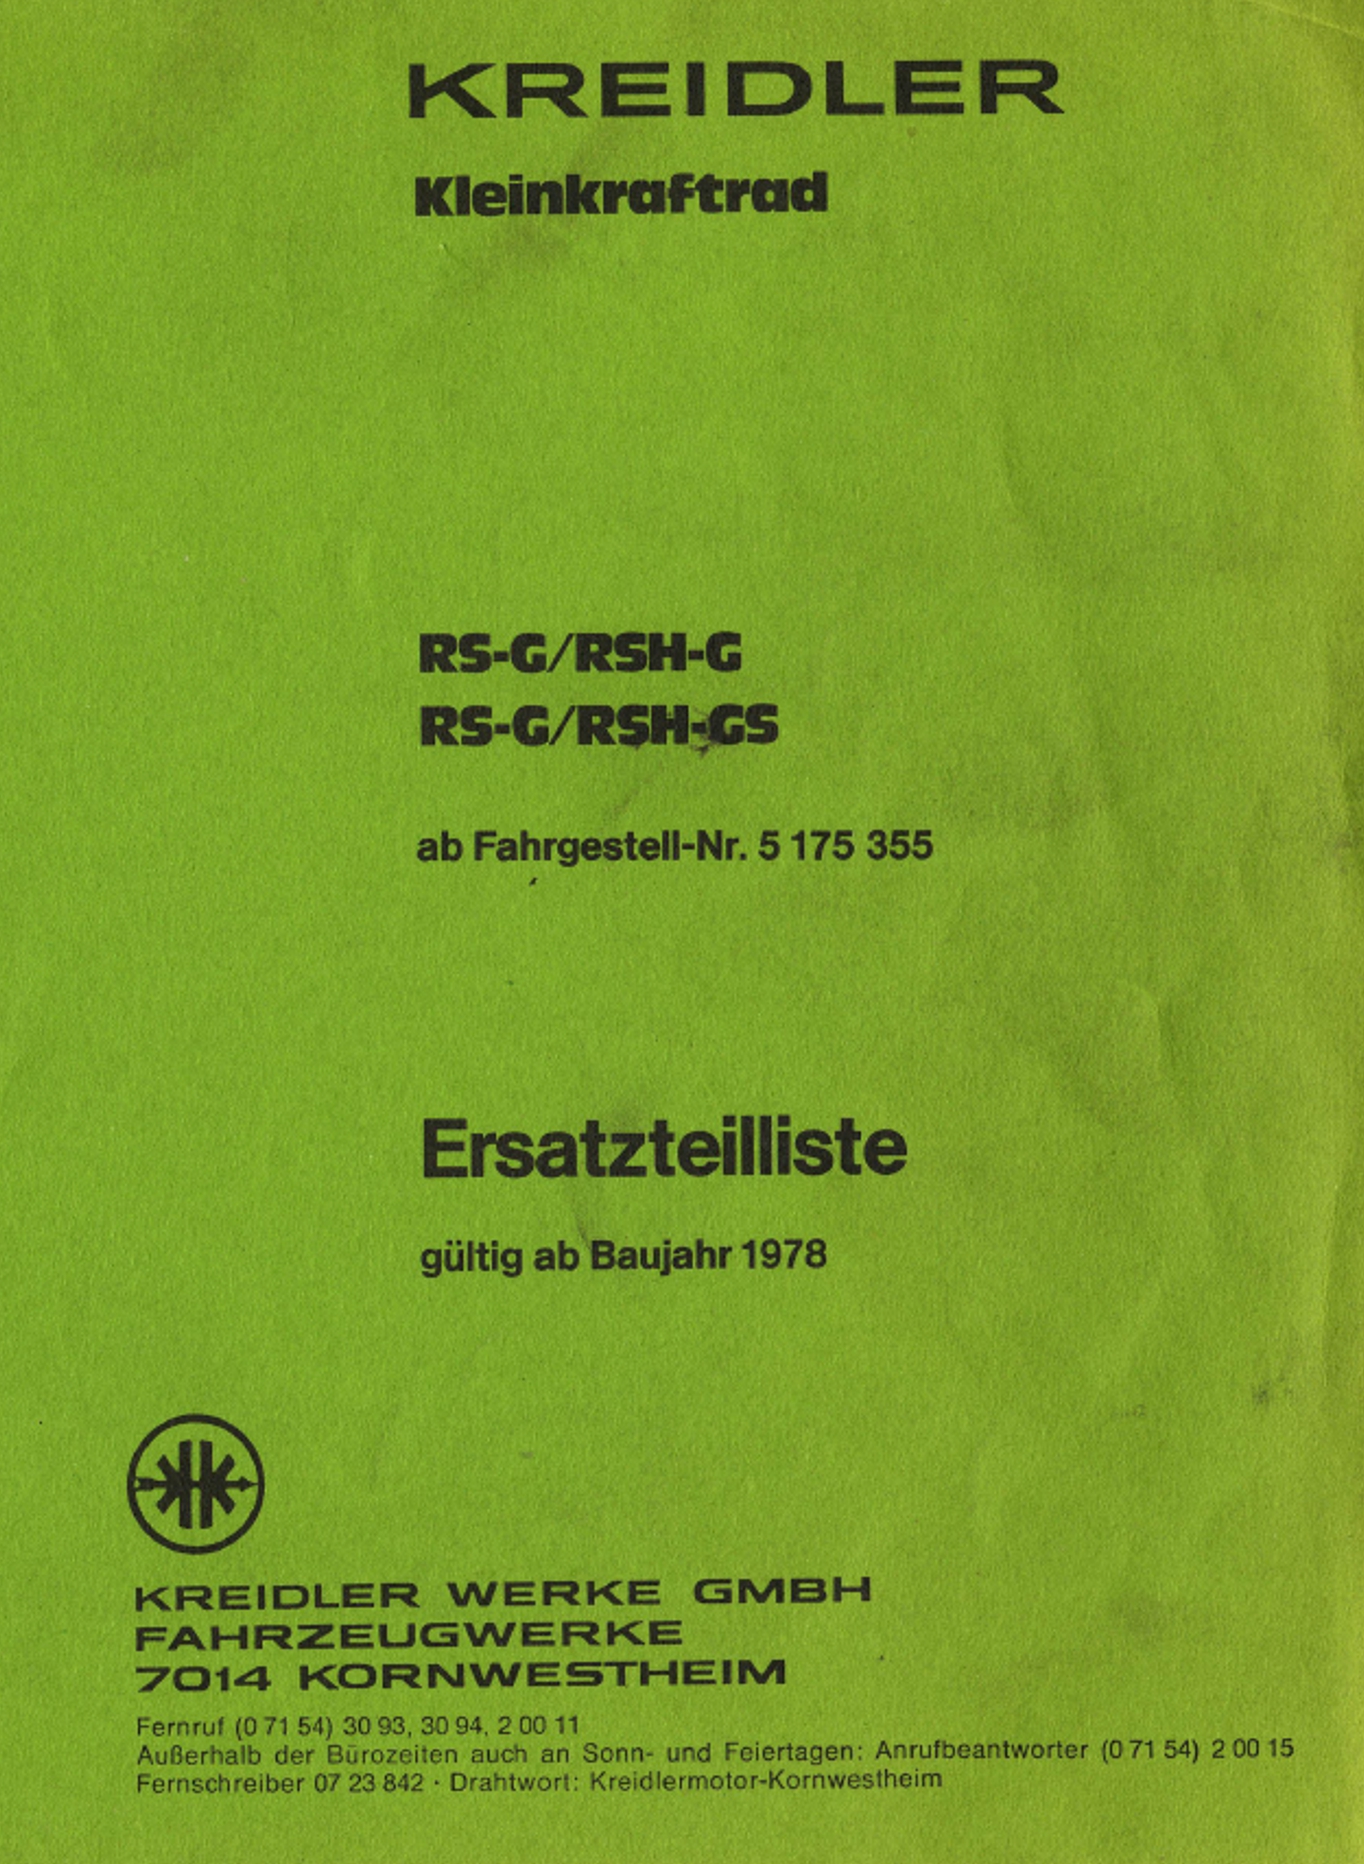 KREIDLER
Kleinkraftrad
RS-G/RSH-G
RS-G/RSH-GS
ab Fahrgestell-Nr. 5 175 355
Ersatzteilliste
gültig ab Baujahr 1978
KREIDLER WERKE GMBH
FAHRZEUGWERKE
7014 KORNWESTHEIM
Fernruf (0 71 54) 30 93, 30 94, 2 00 11
Außerhalb der Bürozeiten auch an Sonn- und Feiertagen: Anrufbeantworter (0 71 54) 2 00 15
Fernschreiber 07 23 842 · Drahtwort: Kreidlermotor-Kornwestheim